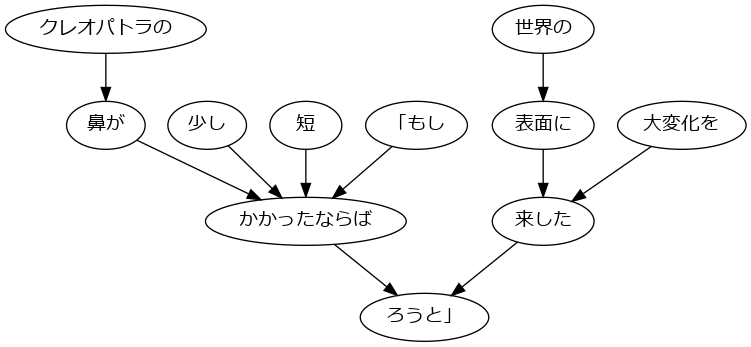 クレオパトラの
世界の
鼻が
少し
短
「もし
表面に
大変化を
かかったならば
来した
ろうと」